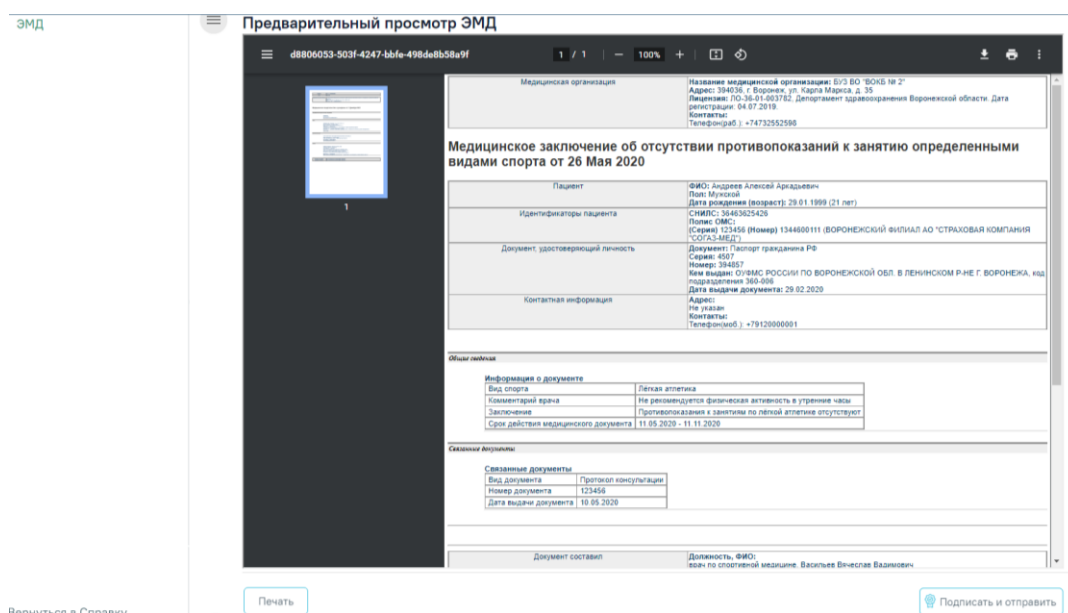 ЭМД
Предварительный просмотр ЭМД
d8806053-503f-4247-bbfe-498de8b58a9f
1 / 1 | − 100% +
1
Медицинская организация
Название медицинской организации: БУЗ ВО "ВОКБ № 2"
Адрес: 394036, г. Воронеж, ул. Карла Маркса, д. 35
Лицензия: ЛО-36-01-003782, Департамент здравоохранения Воронежской области. Дата
регистрации: 04.07.2019.
Контакты:
Телефон(раб.): +74732552598
Медицинское заключение об отсутствии противопоказаний к занятию определенными
видами спорта от 26 Мая 2020
Пациент
ФИО: Андреев Алексей Аркадьевич
Пол: Мужской
Дата рождения (возраст): 29.01.1999 (21 лет)
Идентификаторы пациента
СНИЛС: 36463625426
Полис ОМС:
(Серия) 123456 (Номер) 1344600111 (ВОРОНЕЖСКИЙ ФИЛИАЛ АО "СТРАХОВАЯ КОМПАНИЯ
"СОГАЗ-МЕД")
Документ, удостоверяющий личность
Документ: Паспорт гражданина РФ
Серия: 4507
Номер: 394857
Кем выдан: ОУФМС РОССИИ ПО ВОРОНЕЖСКОЙ ОБЛ. В ЛЕНИНСКОМ Р-НЕ Г. ВОРОНЕЖА, код
подразделения 360-006
Дата выдачи документа: 29.02.2020
Контактная информация
Адрес:
Не указан
Контакты:
Телефон(моб.): +79120000001
Общие сведения
Информация о документе
Вид спорта Лёгкая атлетика
Комментарий врача Не рекомендуется физическая активность в утренние часы
Заключение Противопоказания к занятиям по лёгкой атлетике отсутствуют
Срок действия медицинского документа 11.05.2020 - 11.11.2020
Связанные документы
Связанные документы
Вид документа Протокол консультации
Номер документа 123456
Дата выдачи документа 10.05.2020
Документ составил
Должность, ФИО:
врач по спортивной медицине, Васильев Вячеслав Вадимович
Печать
Подписать и отправить
Вернуться в Справку